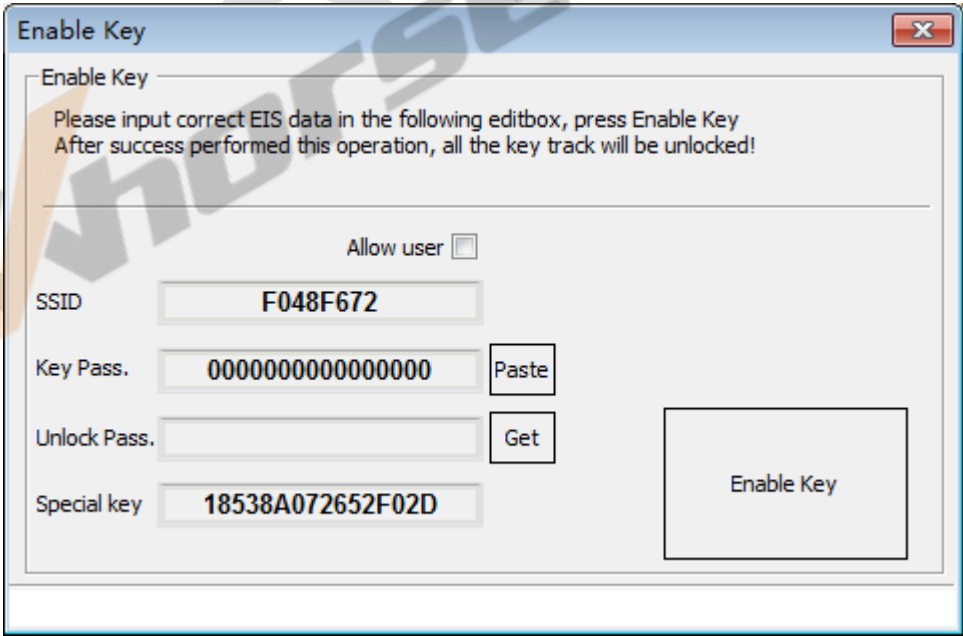 Enable Key
Enable Key
Please input correct EIS data in the following editbox, press Enable Key
After success performed this operation, all the key track will be unlocked!
Allow user
SSID F048F672
Key Pass. 0000000000000000 Paste
Unlock Pass. Get
Enable Key
Special key 18538A072652F02D
horse